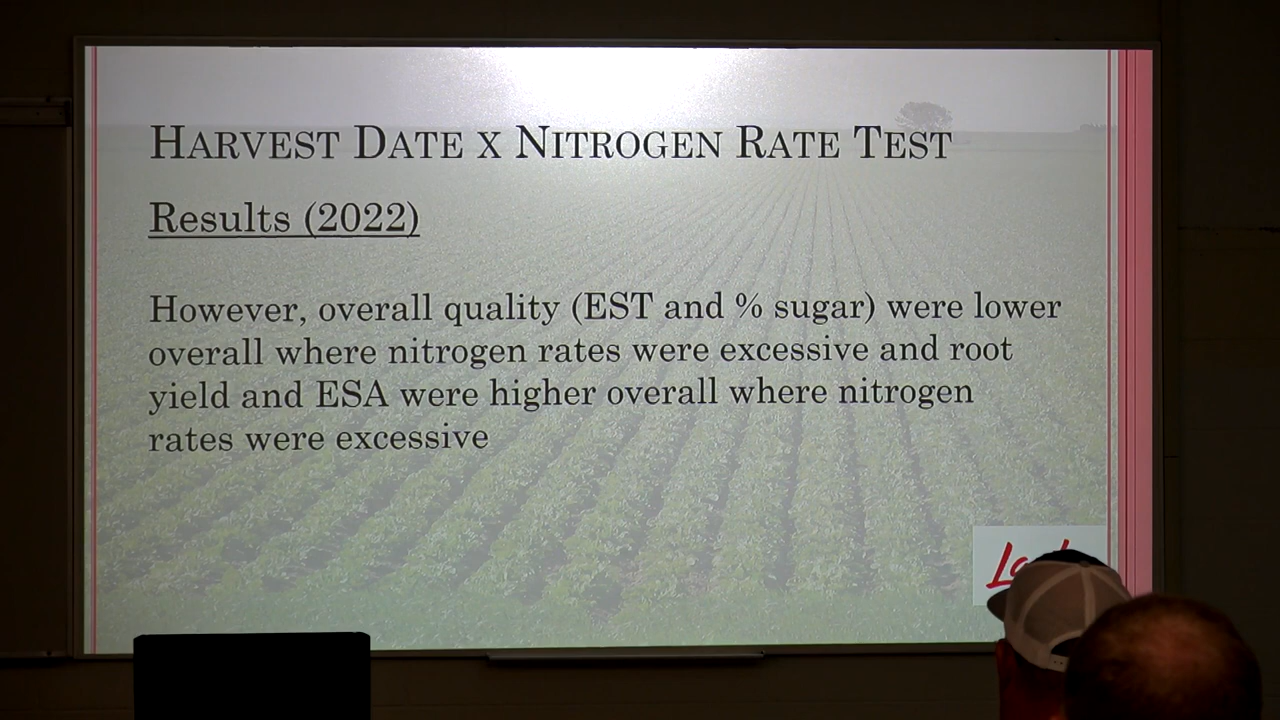 HARVEST DATE X NITROGEN RATE TEST
Results (2022)
However, overall quality (EST and % sugar) were lower
overall where nitrogen rates were excessive and root
yield and ESA were higher overall where nitrogen
rates were excessive